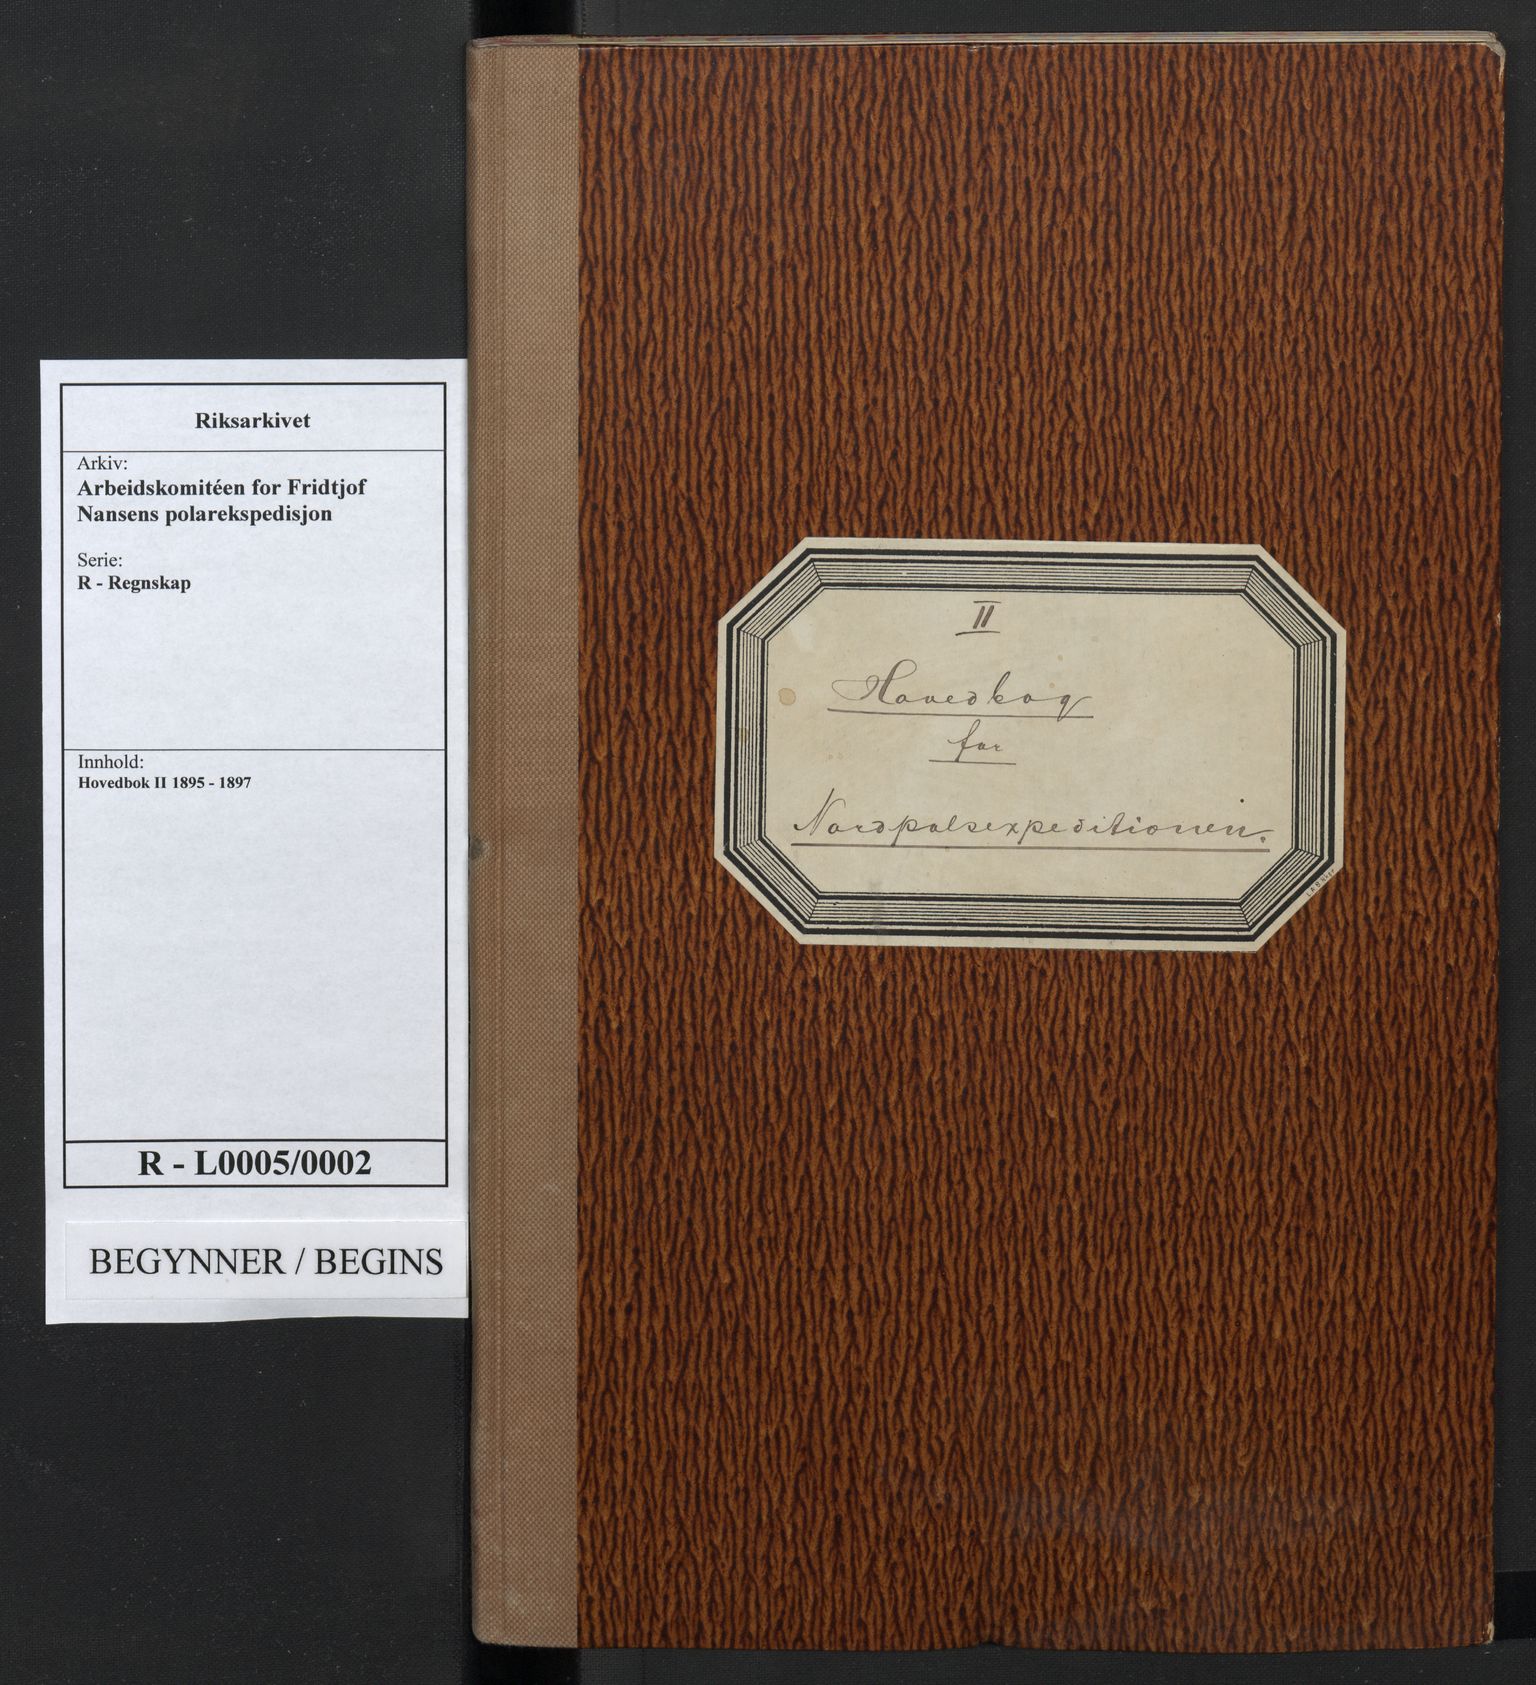 Riksarkivet
Arkiv:
Arbeidskomitéen for Fridtjof
Nansens polarekspedisjon
Serie:
R - Regnskap
Innhold:
Hovedbok II 1895 - 1897
R - L0005/0002
BEGYNNER / BEGINS
II
Hovedbog
for
Nordpolsexpeditionen.